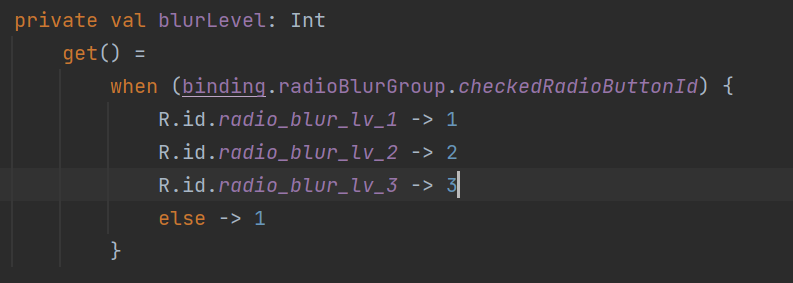 private val blurLevel: Int
get() =
when (binding.radioBlurGroup.checkedRadioButtonId) {
R.id.radio_blur_lv_1 -> 1
R.id.radio_blur_lv_2 -> 2
R.id.radio_blur_lv_3 -> 3
else -> 1
}